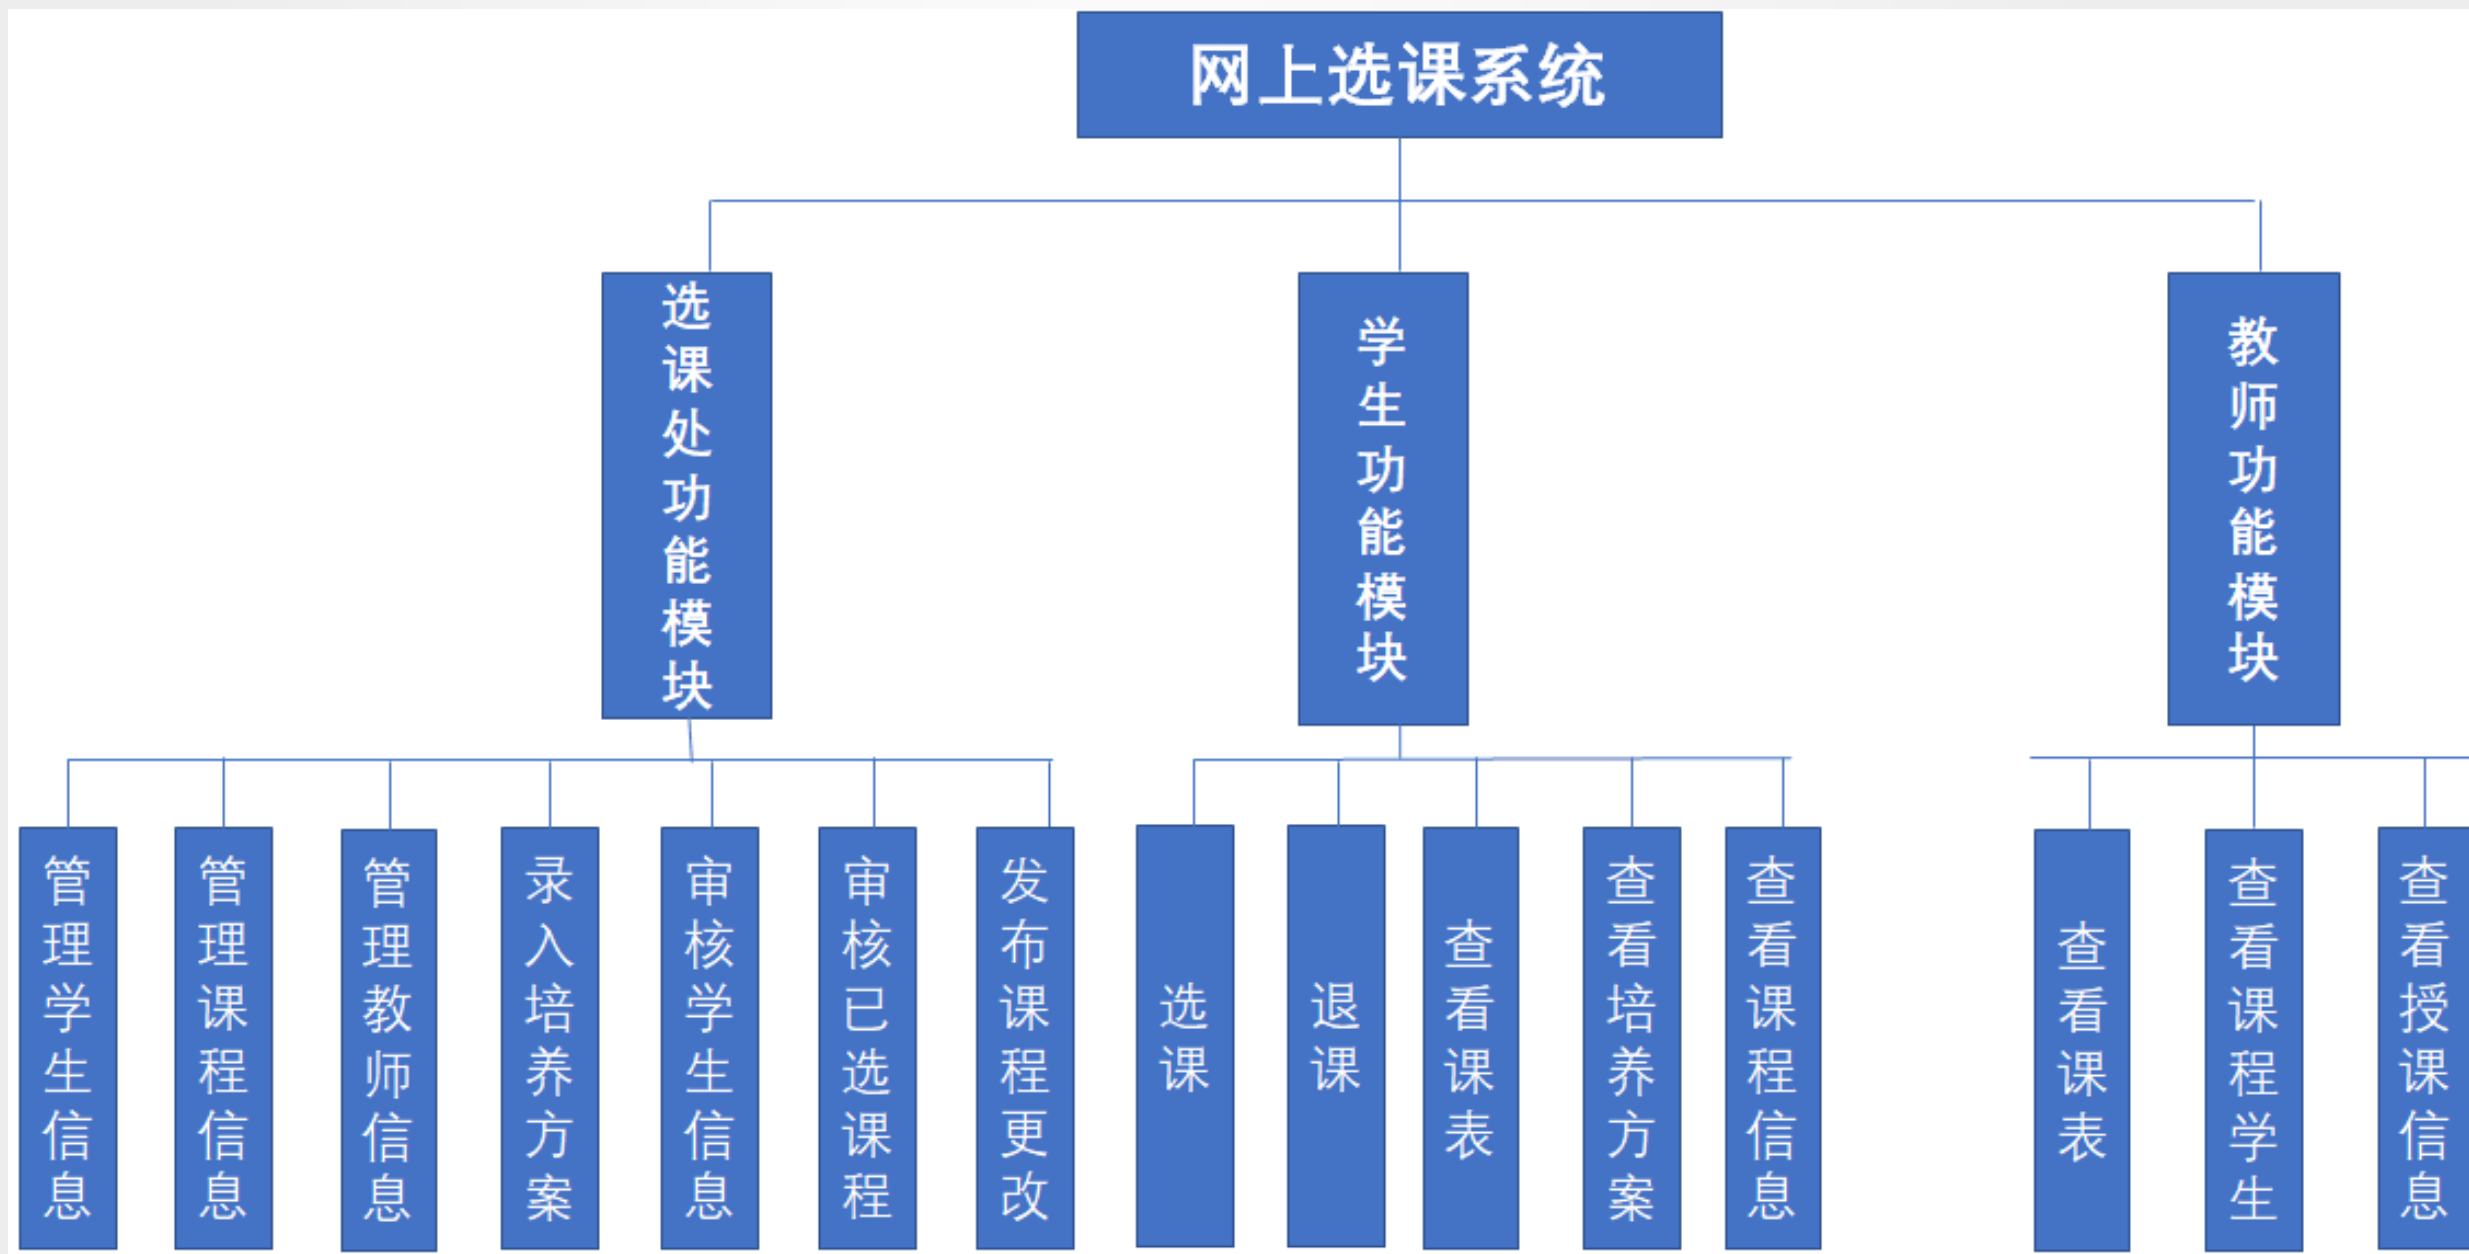 网上选课系统
选课处功能模块
学生功能模块
教师功能模块
管理学生信息
管理课程信息
管理教师信息
录入培养方案
审核学生信息
审核已选课程
发布课程更改
选课
退课
查看课表
查看培养方案
查看课程信息
查看课表
查看课程学生
查看授课信息